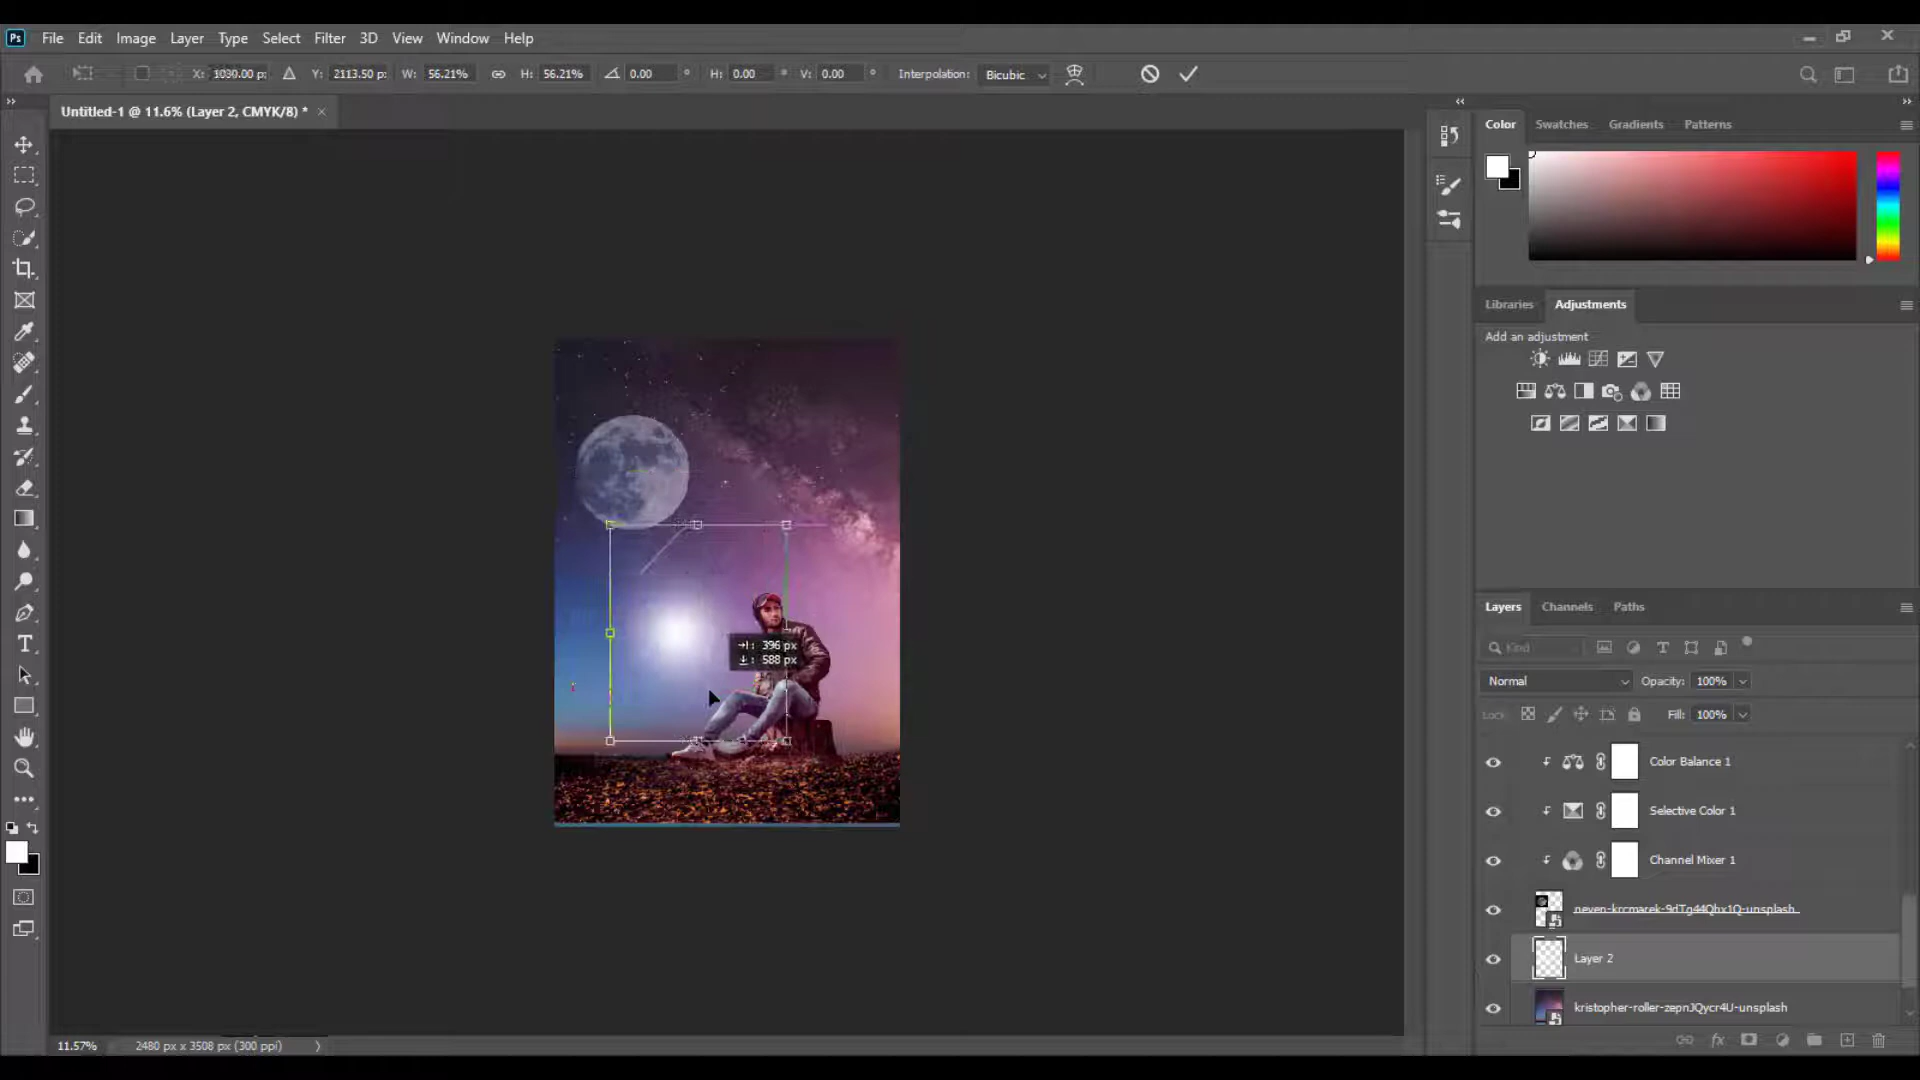 Ps File Edit Image Layer Type Select Filter 3D View Window Help
X: 1030.00 p: Y: 2113.50 p: W: 56.21% H: 56.21% 0.00 ° H: 0.00 ° V: 0.00 ° Interpolation: Bicubic
Untitled-1 @ 11.6% (Layer 2, CMYK/8) * ×
Color Swatches Gradients Patterns
Libraries Adjustments
Add an adjustment
396 px
588 px
Layers Channels Paths
Kind
Normal Opacity: 100%
Lock: Fill: 100%
Color Balance 1
Selective Color 1
Channel Mixer 1
neven-krcmarek-9dTg44Qhx1Q-unsplash
Layer 2
kristopher-roller-zepnJQycr4U-unsplash
fx
11.57% 2480 px x 3508 px (300 ppi)